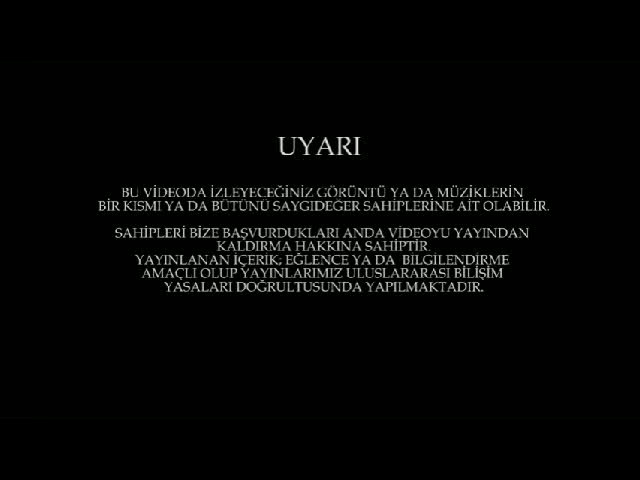 UYARI
BU VİDEODA İZLEYECEĞİNİZ GÖRÜNTÜ YA DA MÜZİKLERİN
BİR KISMI YA DA BÜTÜNÜ SAYGIDEĞER SAHİPLERİNE AİT OLABİLİR.
SAHİPLERİ BİZE BAŞVURDUKLARI ANDA VİDEOYU YAYINDAN
KALDIRMA HAKKINA SAHİPTİR.
YAYINLANAN İÇERİK; EĞLENCE YA DA BİLGİLENDİRME
AMAÇLI OLUP YAYINLARIMIZ ULUSLARARASI BİLİŞİM
YASALARI DOĞRULTUSUNDA YAPILMAKTADIR.